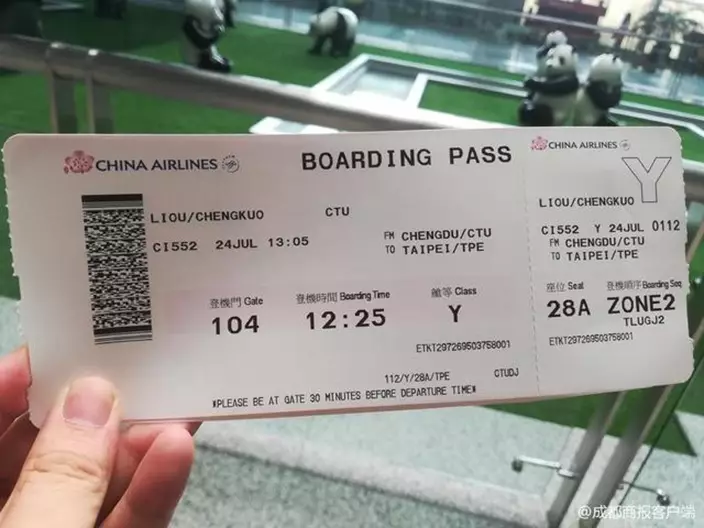 CHINA AIRLINES
BOARDING PASS
LIOU/CHENGKUO CTU
CI552 24JUL 13:05
FM CHENGDU/CTU
TO TAIPEI/TPE
登機門 Gate 登機時間 Boarding Time 艙等 Class
104 12:25 Y
ETKT297269503758001
112/Y/28A/TPE CTUDJ
*PLEASE BE AT GATE 30 MINUTES BEFORE DEPARTURE TIME*
CHINA AIRLINES
Y
LIOU/CHENGKUO
CI552 Y 24JUL 0112
FM CHENGDU/CTU
TO TAIPEI/TPE
座位 Seat 登機順序 Boarding Seq
28A ZONE2
TLUGJ2
ETKT297269503758001
@成都商报客户端